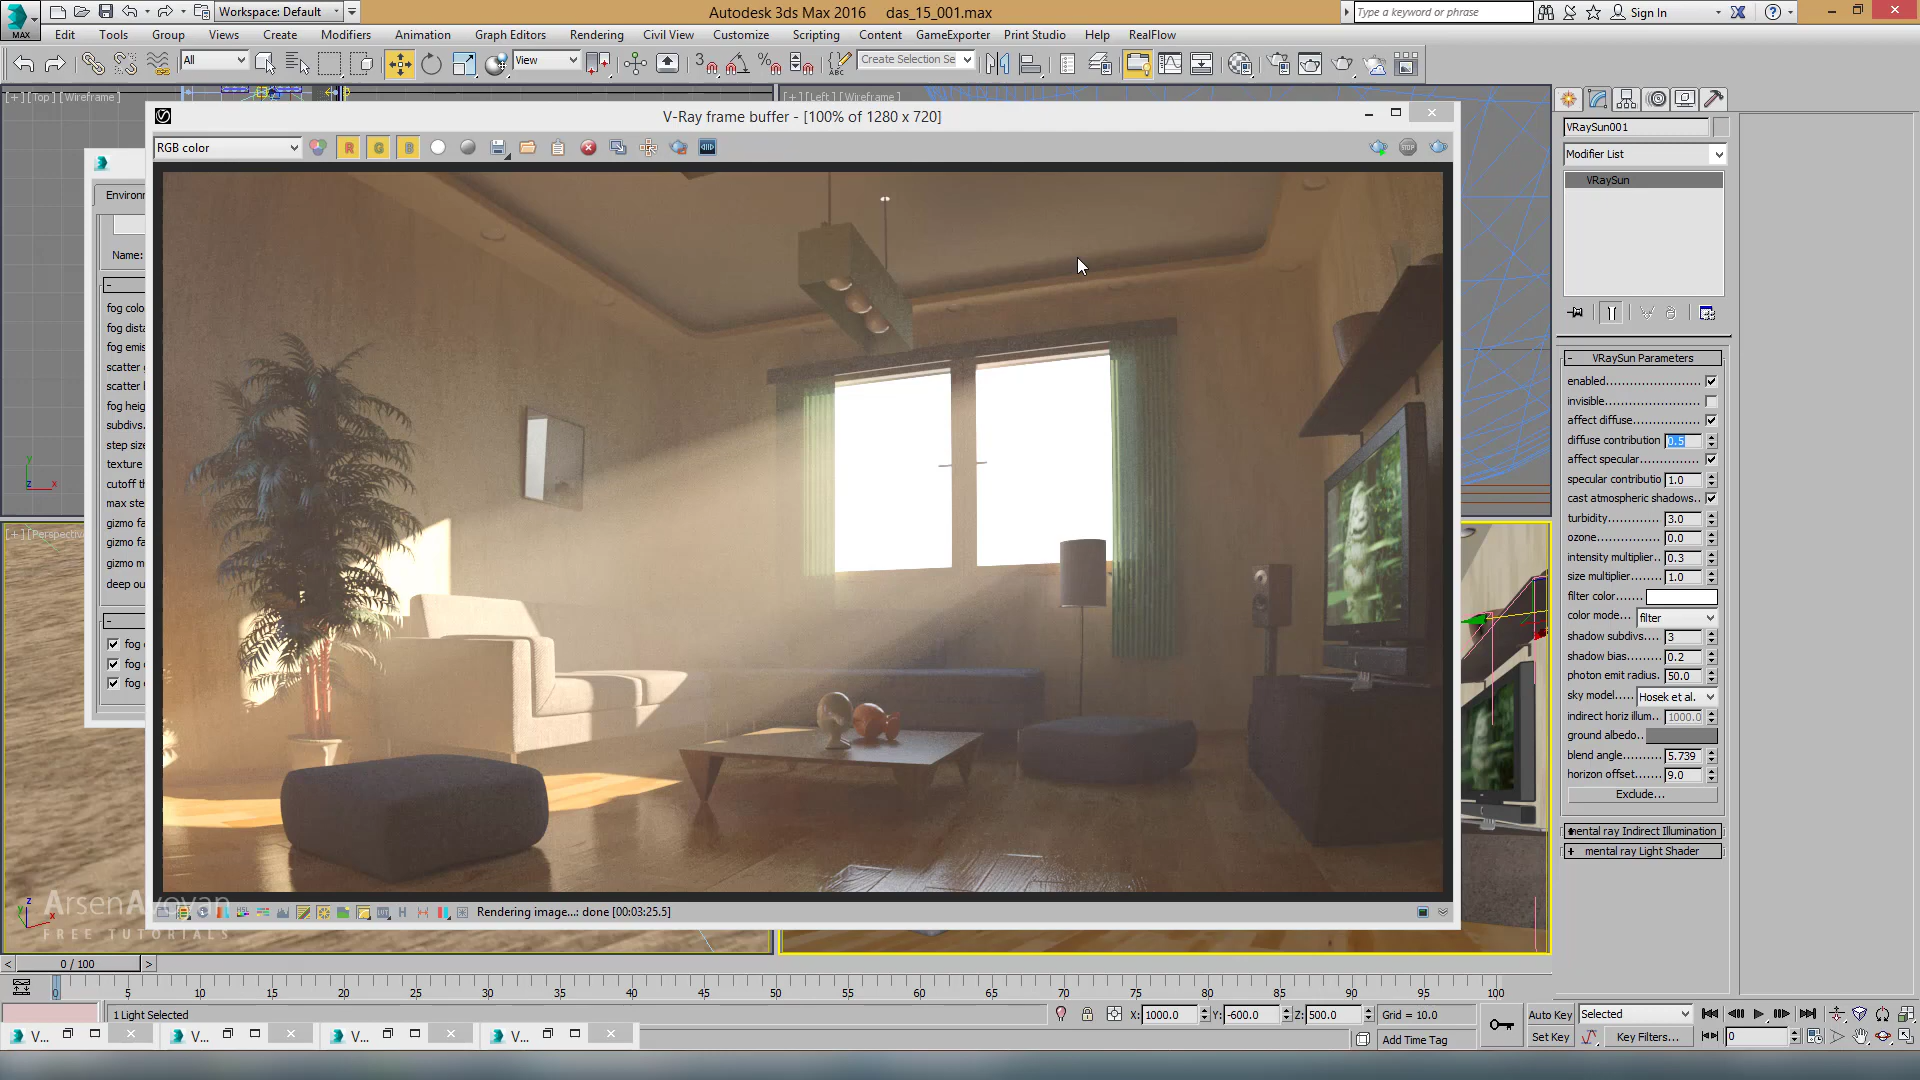 Workspace: Default
Autodesk 3ds Max 2016 das_15_001.max
Type a keyword or phrase
Sign In
MAX
Edit Tools Group Views Create Modifiers Animation Graph Editors Rendering Civil View Customize Scripting Content GameExporter Print Studio Help RealFlow
All
View
3
ABC
Create Selection Se
[+] [Top] [Wireframe]
[+] [Left] [Wireframe]
V-Ray frame buffer - [100% of 1280 x 720]
RGB color
R
G
B
STOP
Environ
Name:
-
fog colo
fog dista
fog emis
scatter g
scatter b
fog heig
subdivs.
step size
texture
cutoff th
max ste
gizmo fa
gizmo fa
gizmo m
deep ou
-
[+] [Perspectiv
Rendering image...: done [00:03:25.5]
ArsenAvoyan
FREE TUTORIALS
VRaySun001
Modifier List
VRaySun
- VRaySun Parameters
enabled
invisible
affect diffuse
diffuse contribution 0.5
affect specular
specular contributio 1.0
cast atmospheric shadows
turbidity 3.0
ozone 0.0
intensity multiplier 0.3
size multiplier 1.0
filter color
color mode filter
shadow subdivs. 3
shadow bias 0.2
photon emit radius. 50.0
sky model Hosek et al.
indirect horiz illum 1000.0
ground albedo
blend angle 5.739
horizon offset 9.0
Exclude...
mental ray Indirect Illumination
+ mental ray Light Shader
< 0 / 100 >
0 5 10 15 20 25 30 35 40 45 50 55 60 65 70 75 80 85 90 95 100
1 Light Selected
X: 1000.0 Y: -600.0 Z: 500.0 Grid = 10.0
Auto Key Selected
V... V... V... V...
Add Time Tag
Set Key Key Filters... 0